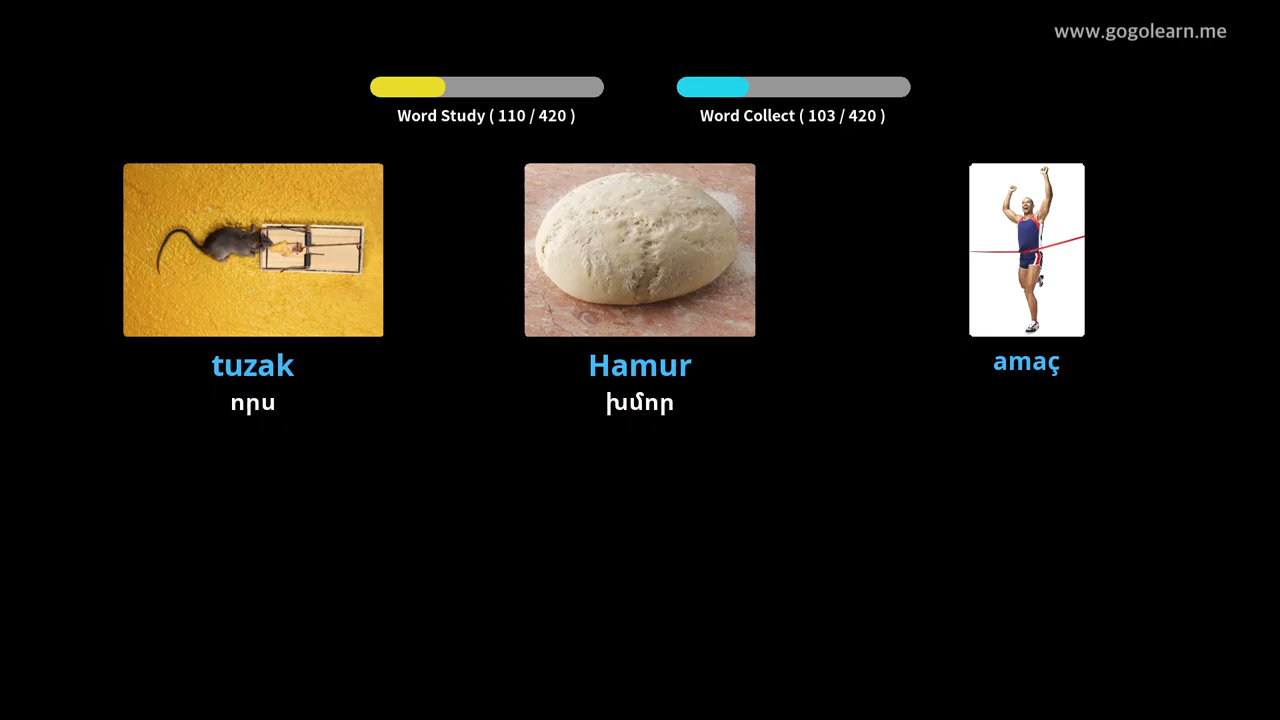 www.gogolearn.me
Word Study ( 110 / 420 )
Word Collect ( 103 / 420 )
tuzak
Hamur
amaç
որս
խմոր